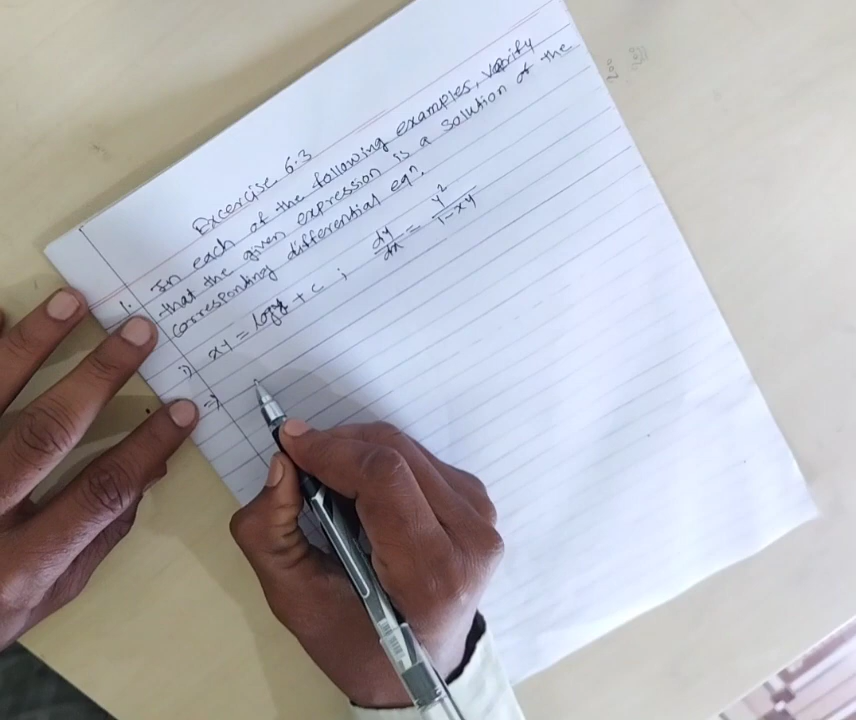 Excercise 6.3
1. In each of the following examples, verify
that the given expression is a solution of the
corresponding differential eqn.
i) xy = logy + c ; dy/dx = y²/1-xy
⇒